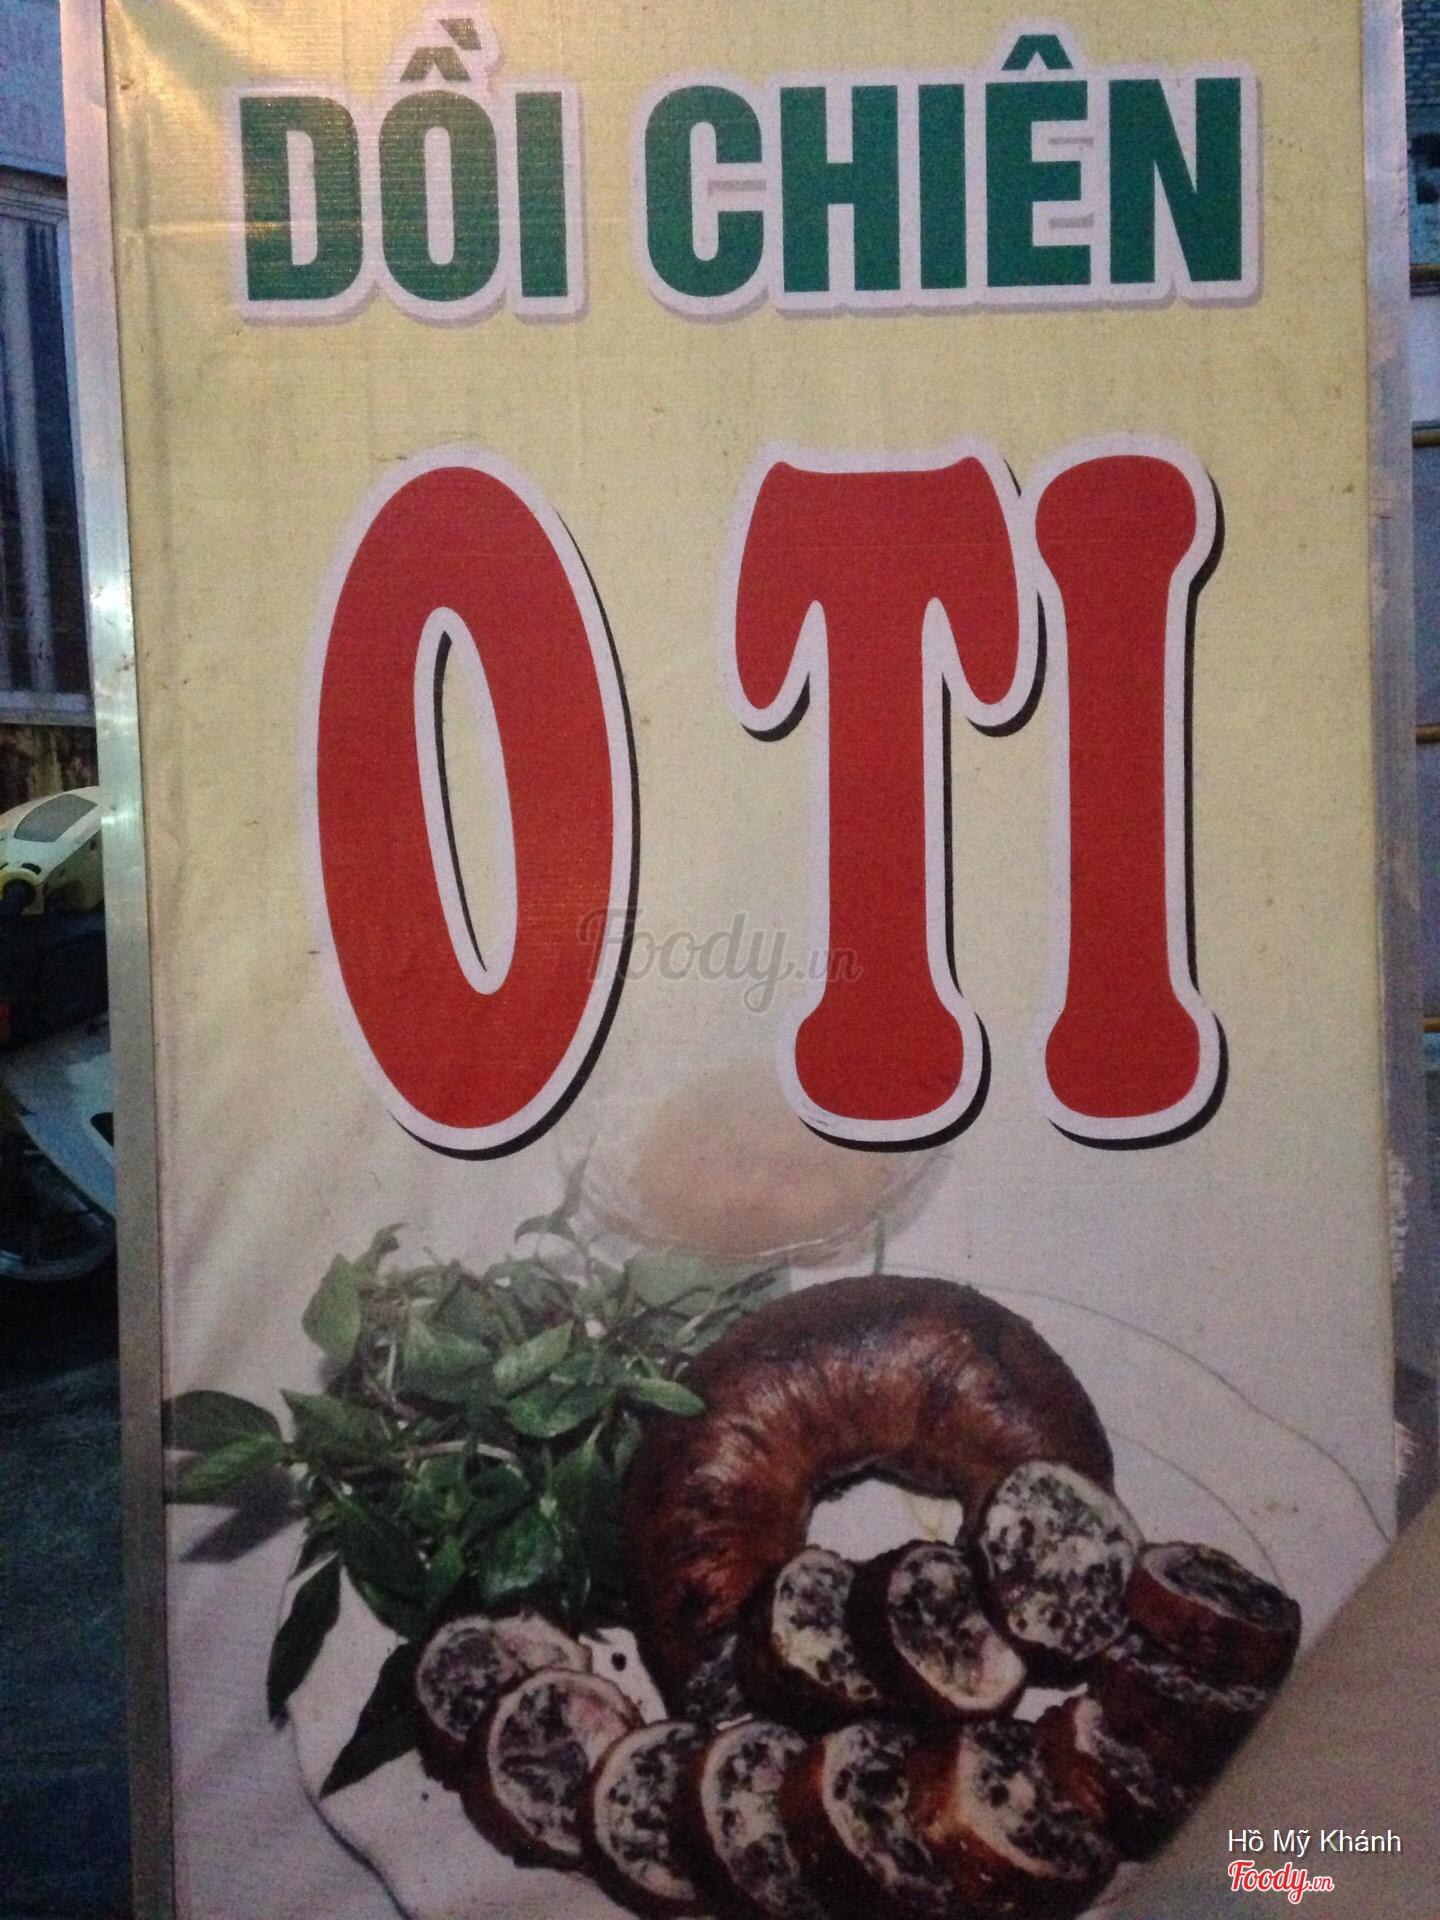 DỒI CHIÊN
O TI
Foody.vn
Hồ Mỹ Khánh
Foody.vn